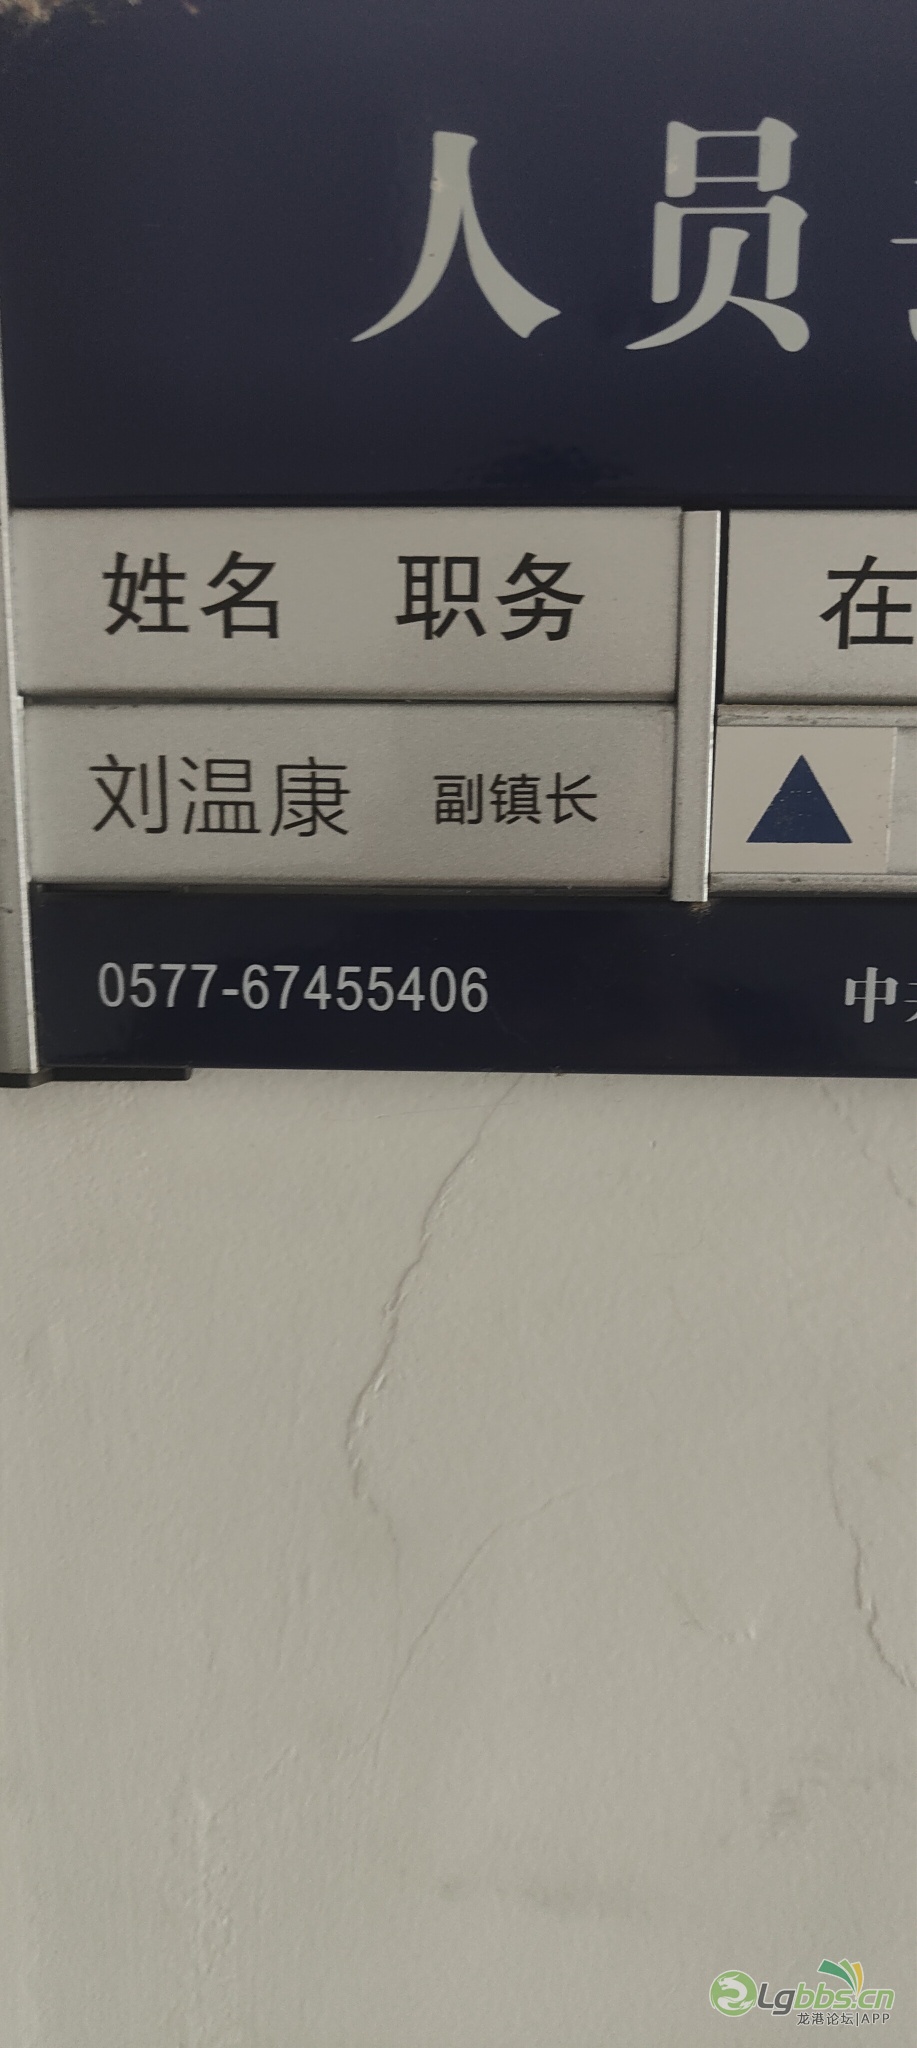 人员
姓名 职务 在
刘温康 副镇长
0577-67455406 中
Lgbbs.cn
龙港论坛|APP